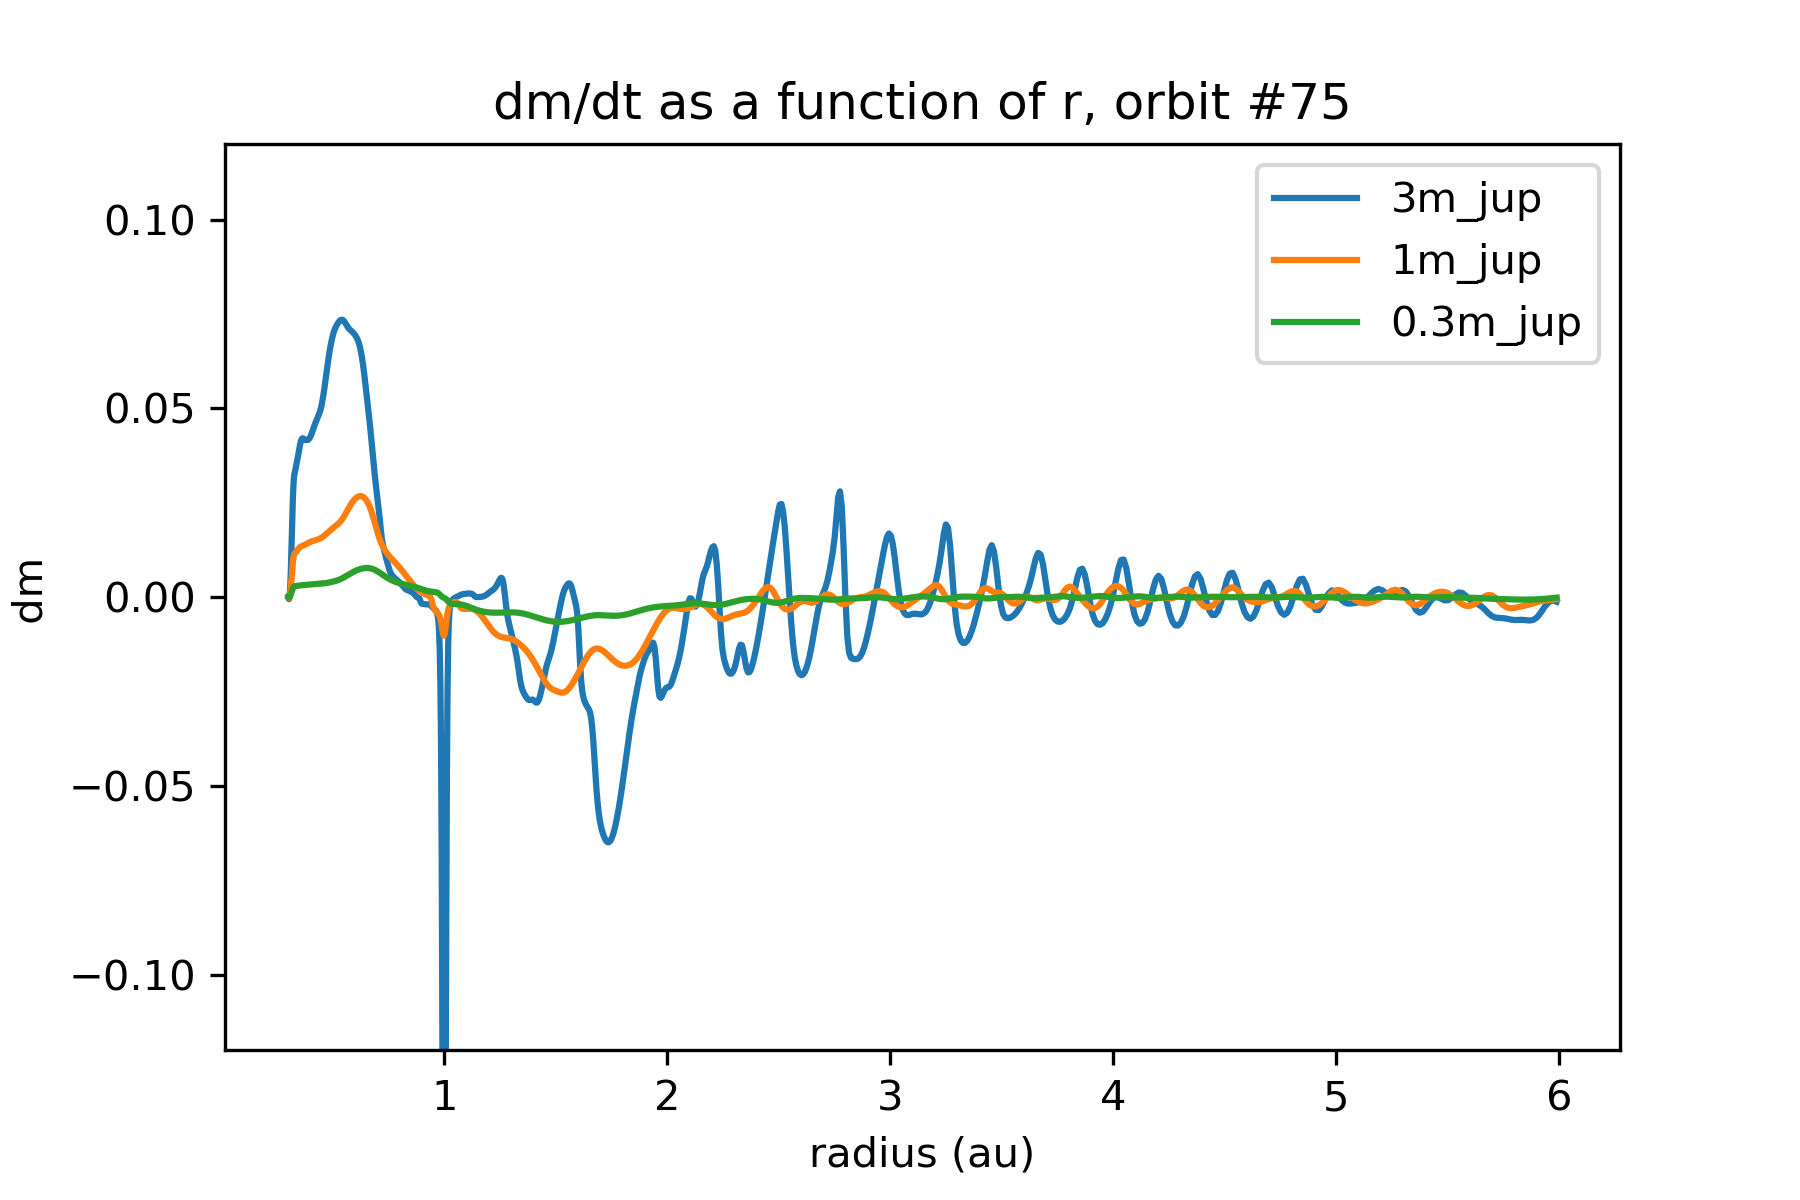 dm/dt as a function of r, orbit #75
3m_jup
1m_jup
0.3m_jup
dm
0.10
0.05
0.00
−0.05
−0.10
1 2 3 4 5 6
radius (au)